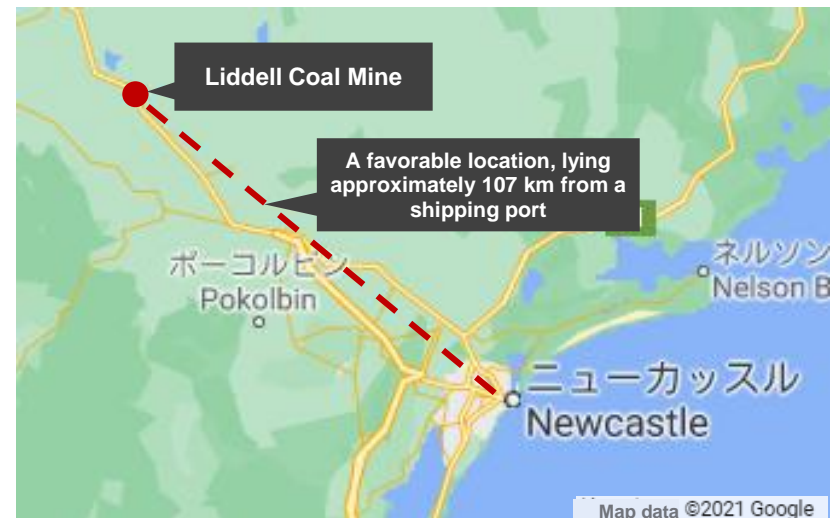 Liddell Coal Mine
A favorable location, lying
approximately 107 km from a
shipping port
ポーコルビン
Pokolbin
ネルソン
Nelson B
ニューカッスル
Newcastle
Map data ©2021 Google